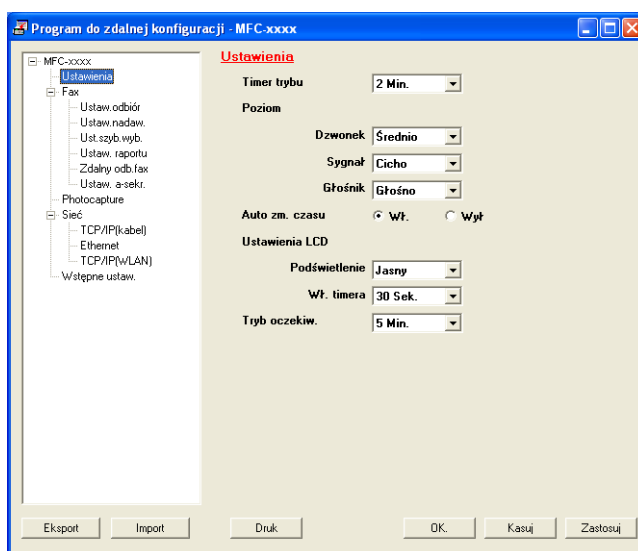 Program do zdalnej konfiguracji - MFC-xxxx
MFC-xxxx
Ustawienia
Fax
Ustaw.odbiór
Ustaw.nadaw.
Ust.szyb.wyb.
Ustaw. raportu
Zdalny odb.fax
Ustaw. a-sekr.
Photocapture
Sieć
TCP/IP(kabel)
Ethernet
TCP/IP(WLAN)
Wstępne ustaw.
Ustawienia
Timer trybu 2 Min.
Poziom
Dzwonek Średnio
Sygnał Cicho
Głośnik Głośno
Auto zm. czasu Wł. Wył
Ustawienia LCD
Podświetlenie Jasny
Wł. timera 30 Sek.
Tryb oczekiw. 5 Min.
Eksport Import Druk OK. Kasuj Zastosuj